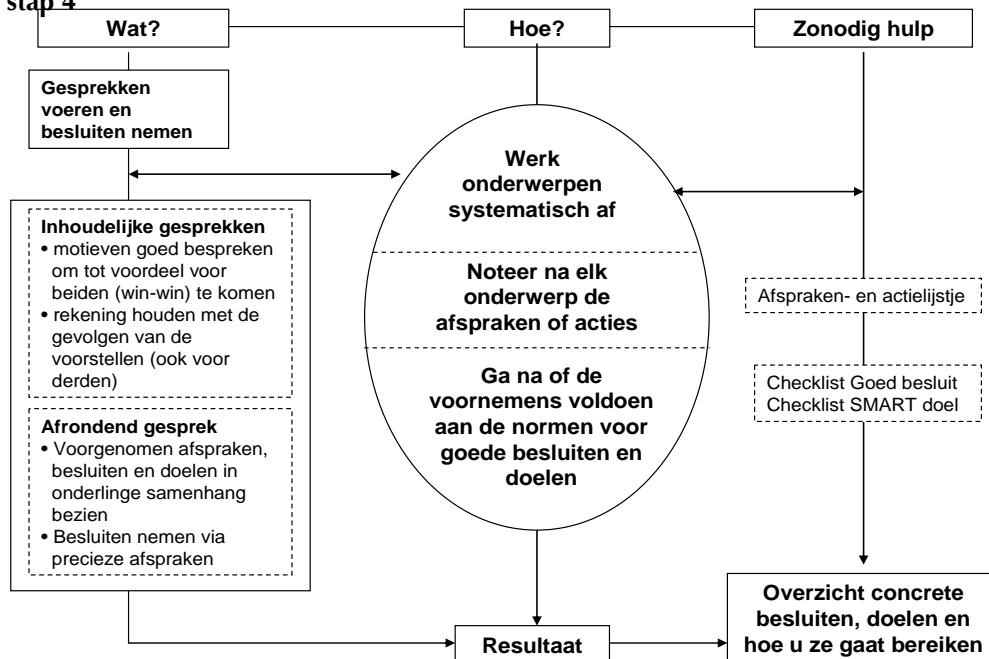 stap 4
Wat?
Hoe?
Zonodig hulp
Gesprekken
voeren en
besluiten nemen
Inhoudelijke gesprekken
• motieven goed bespreken
om tot voordeel voor
beiden (win-win) te komen
• rekening houden met de
gevolgen van de
voorstellen (ook voor
derden)
Afrondend gesprek
• Voorgenomen afspraken,
besluiten en doelen in
onderlinge samenhang
bezien
• Besluiten nemen via
precieze afspraken
Werk
onderwerpen
systematisch af
Noteer na elk
onderwerp de
afspraken of acties
Ga na of de
voornemens voldoen
aan de normen voor
goede besluiten en
doelen
Afspraken- en actielijstje
Checklist Goed besluit
Checklist SMART doel
Resultaat
Overzicht concrete
besluiten, doelen en
hoe u ze gaat bereiken